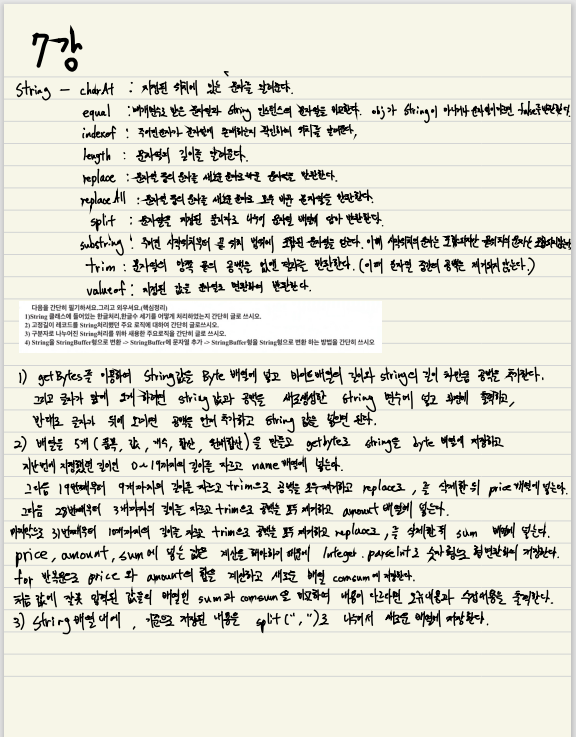 7강
String - charAt : 지정된 위치에 있는 문자를 알려준다.
equal : 매개변수로 받은 문자열과 String 인스턴스의 문자열을 비교한다. obj가 String이 아니거나 문자열이 다르면 false를 반환한다.
indexof : 주어진 문자가 문자열에 존재하는지 확인하여 위치를 알려준다,
length : 문자열의 길이를 알려준다.
replace : 문자열 중의 문자를 새로운 문자로 바꾼 문자열을 반환한다.
replaceAll : 문자열 중의 문자를 새로운 문자로 모두 바꾼 문자열을 반환한다.
split : 문자열을 지정된 분리자로 나누어 문자열 배열에 담아 반환한다.
substring : 주어진 시작위치부터 끝 위치 범위에 포함된 문자열을 얻는다. 이때 시작위치의 문자는 포함되지만 끝위치의 문자는 포함되지
trim : 문자열의 양쪽 끝의 공백을 없앤 결과를 반환한다. (이때 문자열 중간의 공백은 제거되지 않는다.)
valueof : 지정된 값을 문자열로 변환하여 반환한다.
다음을 간단히 필기하셔요.그리고 외우셔요.(핵심정리)
1)String 클래스에 들어있는 한글처리,한글수 세기를 어떻게 처리하였는지 간단히 글로 쓰시오.
2) 고정길이 레코드를 String처리했던 주요 로직에 대하여 간단히 글로쓰시오.
3) 구분자로 나누어진 String처리를 위하 새용한 주요로직을 간단히 글로 쓰시오.
4) String을 StringBuffer형으로 변환 -> StringBuffer에 문자열 추가 -> StringBuffer형을 String형으로 변환 하는 방법을 간단히 쓰시오
1) getBytes를 이용하여 String값을 Byte 배열에 넣고 바이트배열의 길이와 string의 길이 차만큼 공백을 추가한다.
그리고 글자가 앞에 오게 하려면 string 값과 공백을 새로생성한 String 변수에 넣고 화면에 출력하고,
반대로 글자가 뒤에 오려면 공백을 먼저 추가하고 String 값을 넣으면 된다.
2) 배열을 5개 (품목, 값, 개수, 합산, 합산)을 만들고 getbyte로 string을 byte 배열에 저장하고
지난번에 지정했던 길이인 0~19까지의 길이를 자르고 name 배열에 넣는다.
그다음 19번째부터 9개까지의 길이를 자르고 trim으로 공백을 모두 제거하고 replace로 , 를 삭제한 뒤 price 배열에 넣는다.
그다음 28번째부터 3개까지의 길이를 자르고 trim으로 공백을 모두 제거하고 amount 배열에 넣는다.
마지막으로 31번째부터 10개까지의 길이를 자르고 trim으로 공백을 모두 제거하고 replace로 ,를 삭제한 뒤 sum 배열에 넣는다.
price, amount, sum에 넣는 값은 계산을 해야하기 때문에 Integer.parseInt로 숫자형으로 형변환하여 저장한다.
for 반복문으로 price와 amount의 합을 계산하고 새로운 배열 comsum에 저장한다.
처음 값에 잘못 입력된 값들의 배열인 sum과 comsum을 비교하여 내용이 다르다면 오류내용과 수정내용을 출력한다.
3) String 배열 내에 , 기준으로 저장된 내용을 split(",")로 나누어서 새로운 배열에 저장한다.